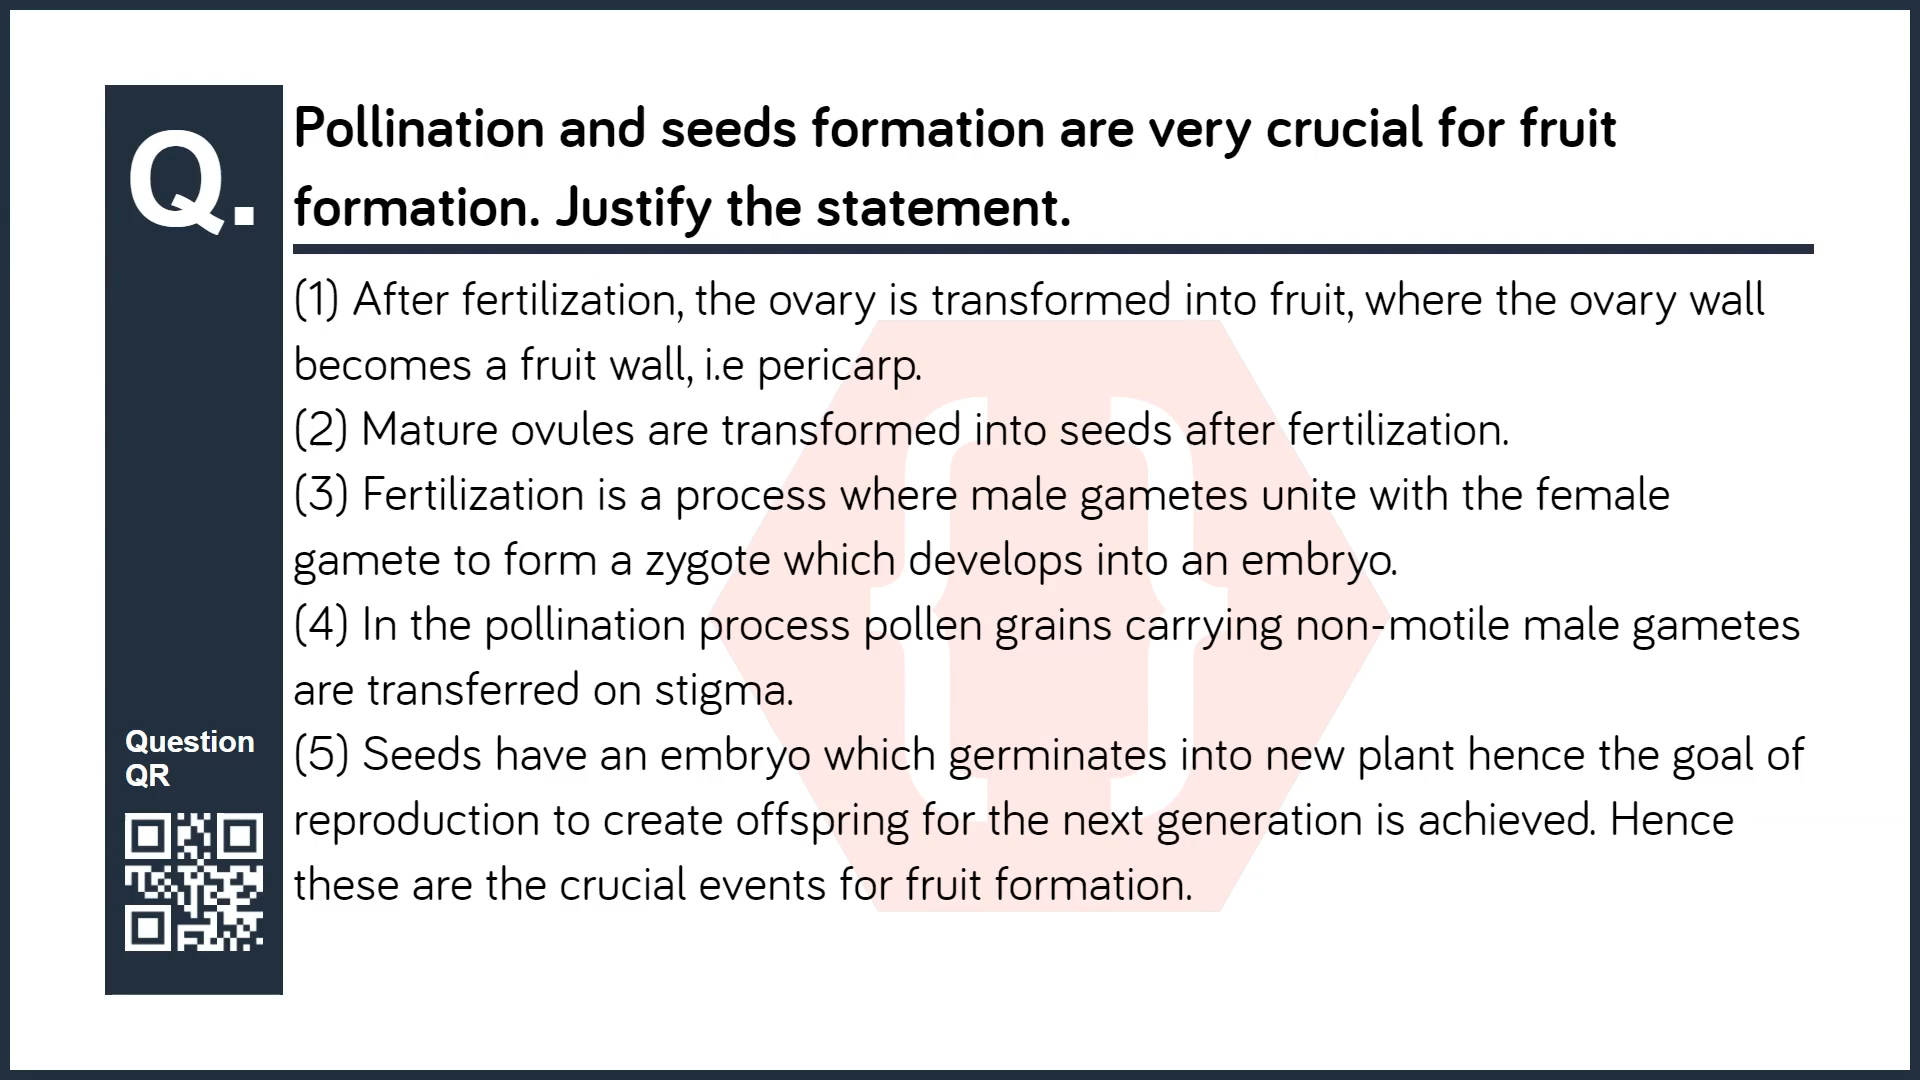 Q.
Pollination and seeds formation are very crucial for fruit
formation. Justify the statement.
(1) After fertilization, the ovary is transformed into fruit, where the ovary wall
becomes a fruit wall, i.e pericarp.
(2) Mature ovules are transformed into seeds after fertilization.
(3) Fertilization is a process where male gametes unite with the female
gamete to form a zygote which develops into an embryo.
(4) In the pollination process pollen grains carrying non-motile male gametes
are transferred on stigma.
(5) Seeds have an embryo which germinates into new plant hence the goal of
reproduction to create offspring for the next generation is achieved. Hence
these are the crucial events for fruit formation.
Question
QR